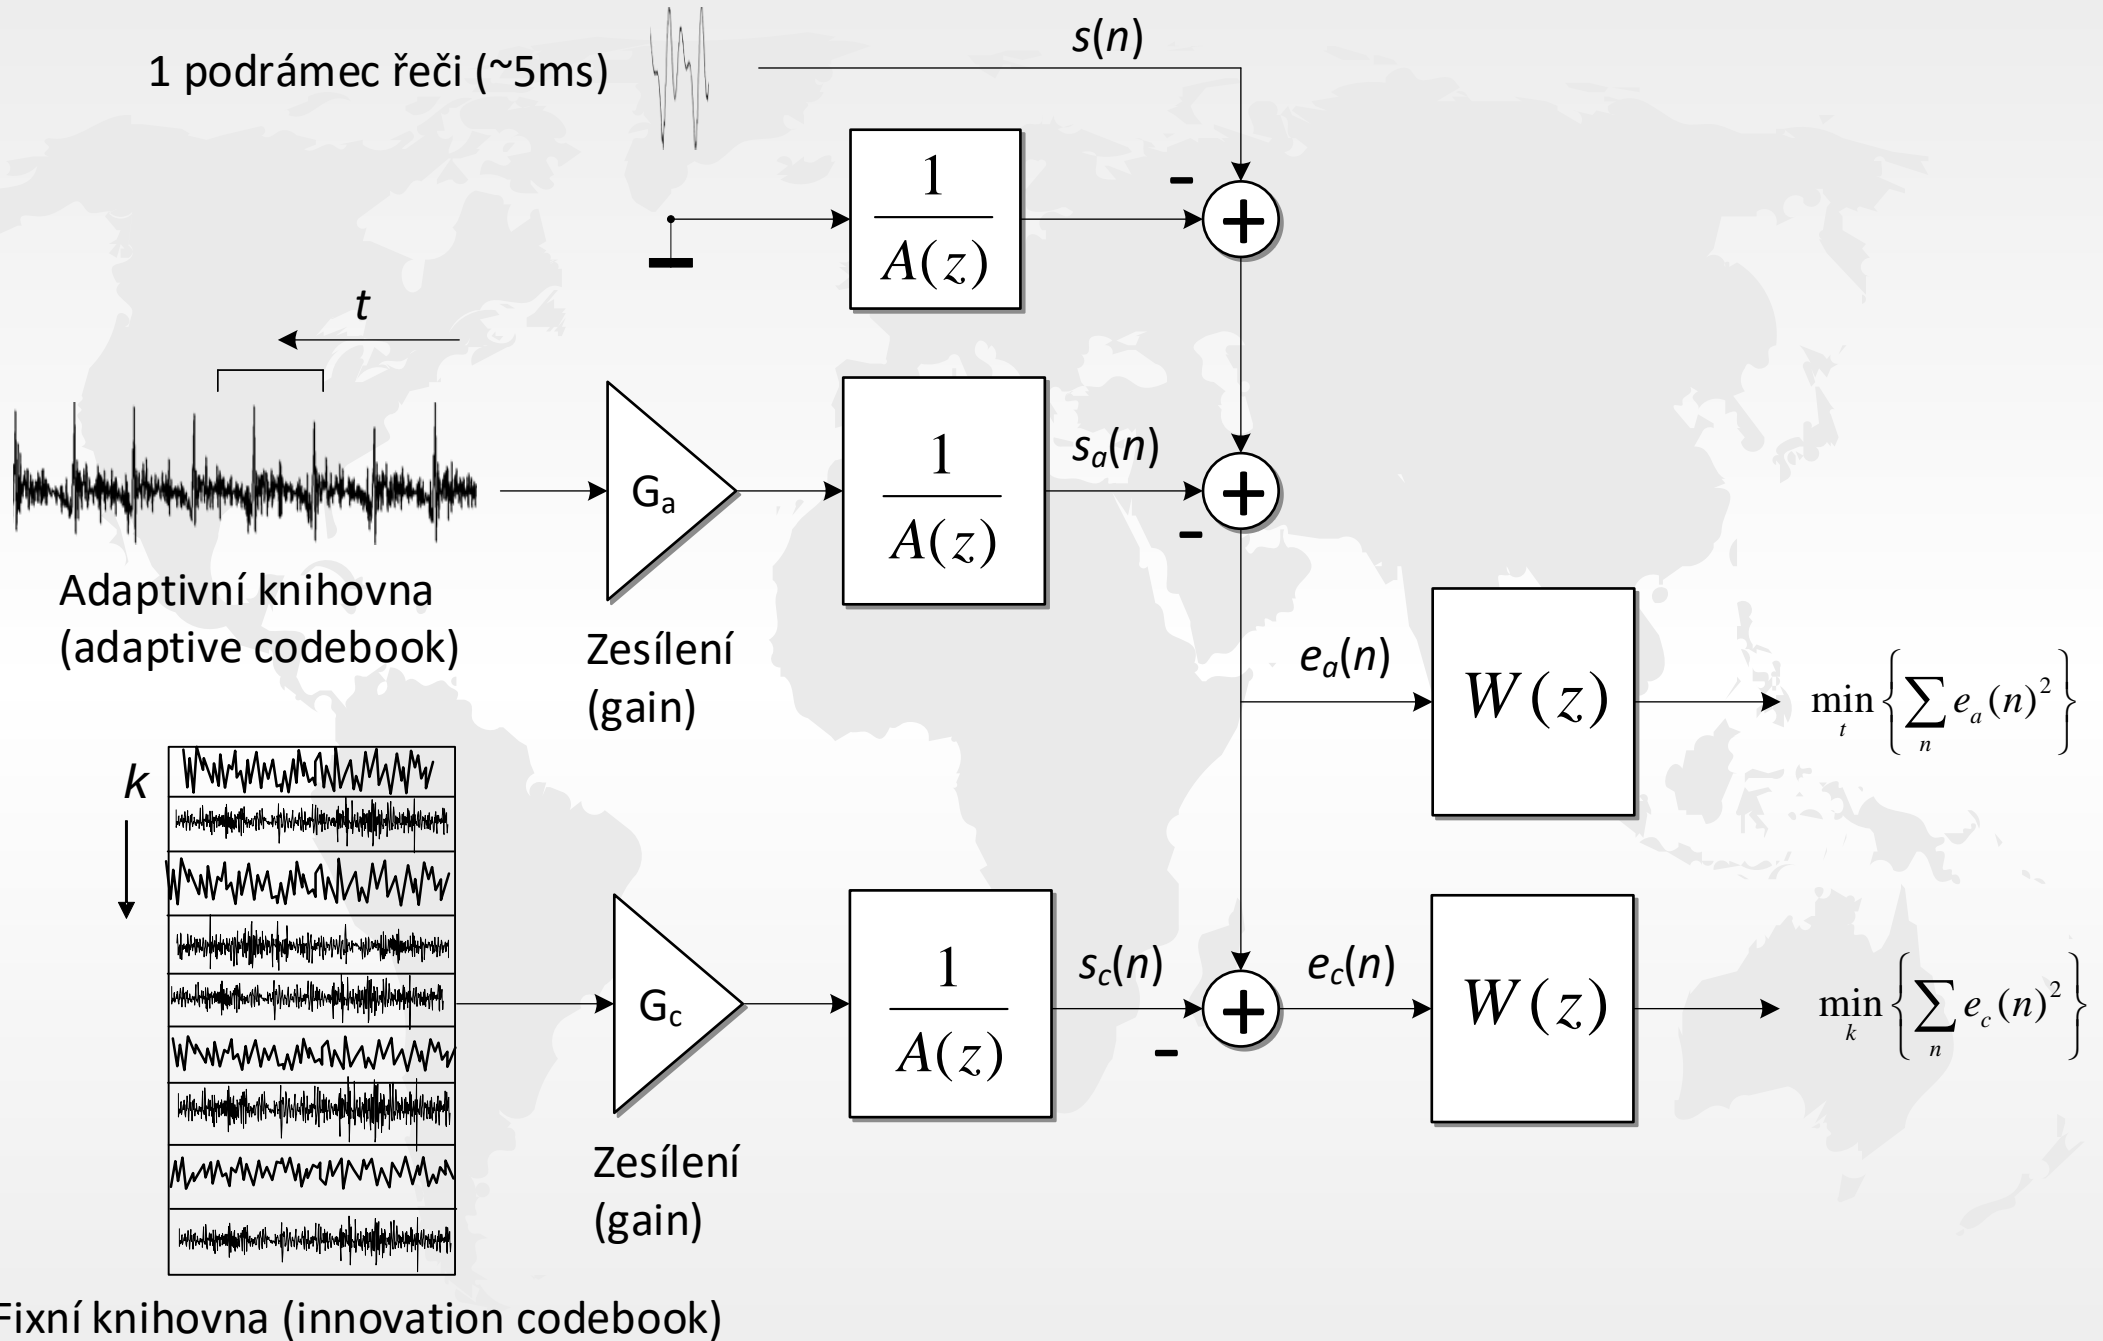 s(n)
1 podrámec řeči (~5ms)
-
1
A(z)
+
t
1
A(z)
s_a(n)
G_a
+
-
Adaptivní knihovna
(adaptive codebook)
Zesílení
(gain)
e_a(n)
W(z)
min_t { ∑_n e_a(n)^2 }
k
1
A(z)
s_c(n)
e_c(n)
G_c
+
-
W(z)
min_k { ∑_n e_c(n)^2 }
Zesílení
(gain)
Fixní knihovna (innovation codebook)